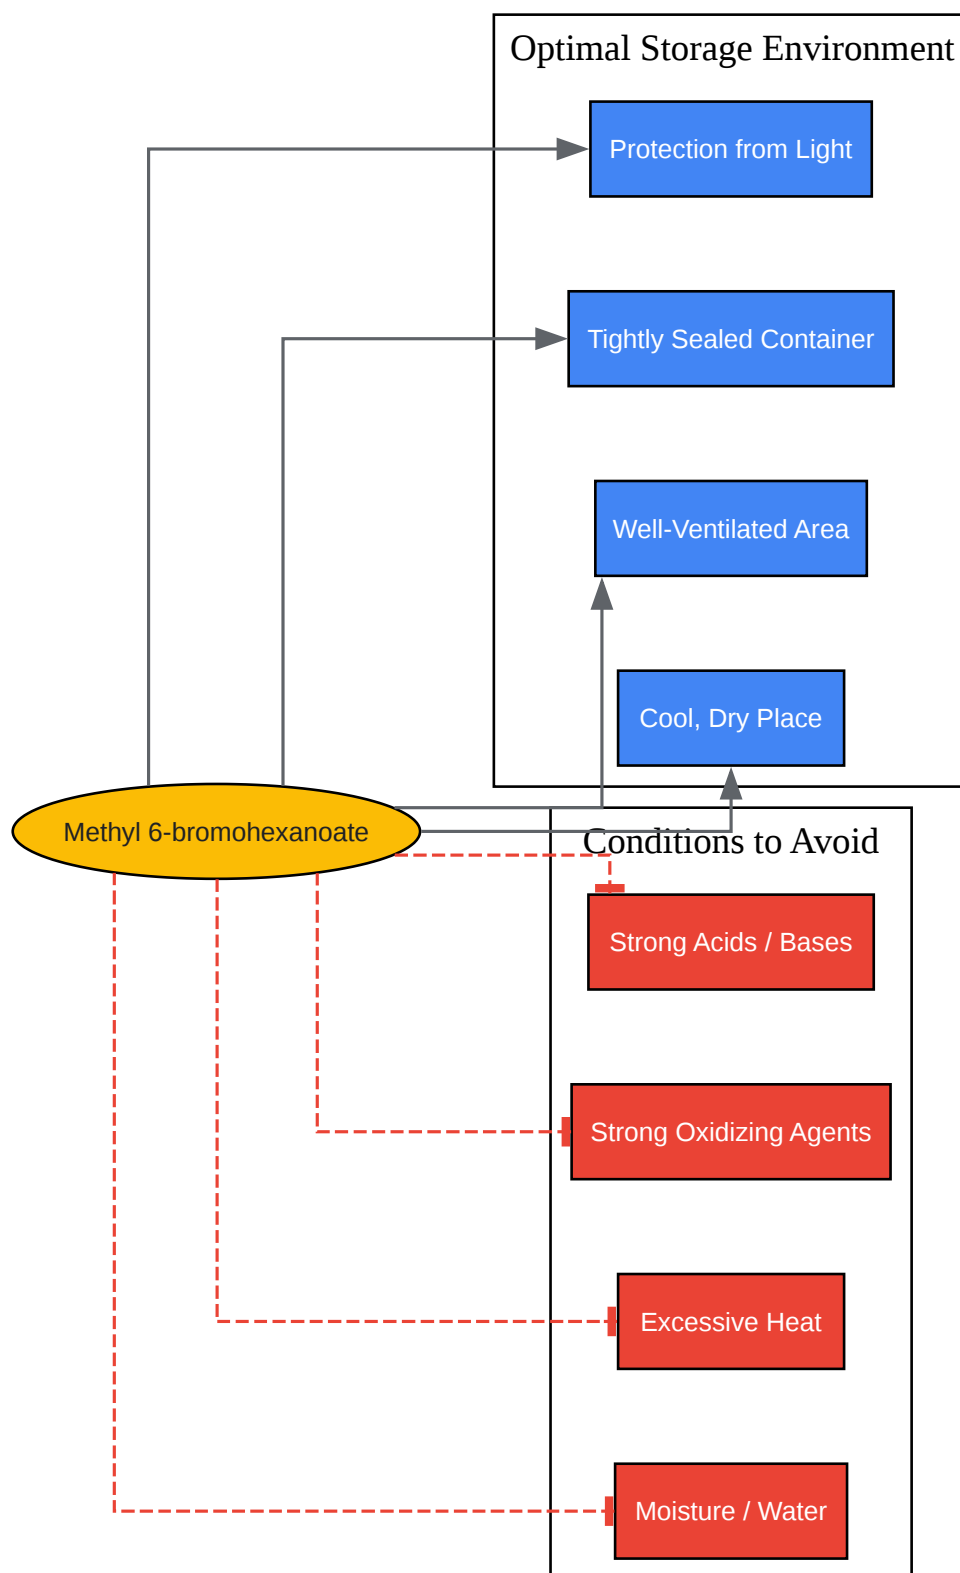 Optimal Storage Environment
Protection from Light
Tightly Sealed Container
Well-Ventilated Area
Cool, Dry Place
Methyl 6-bromohexanoate
Conditions to Avoid
Strong Acids / Bases
Strong Oxidizing Agents
Excessive Heat
Moisture / Water